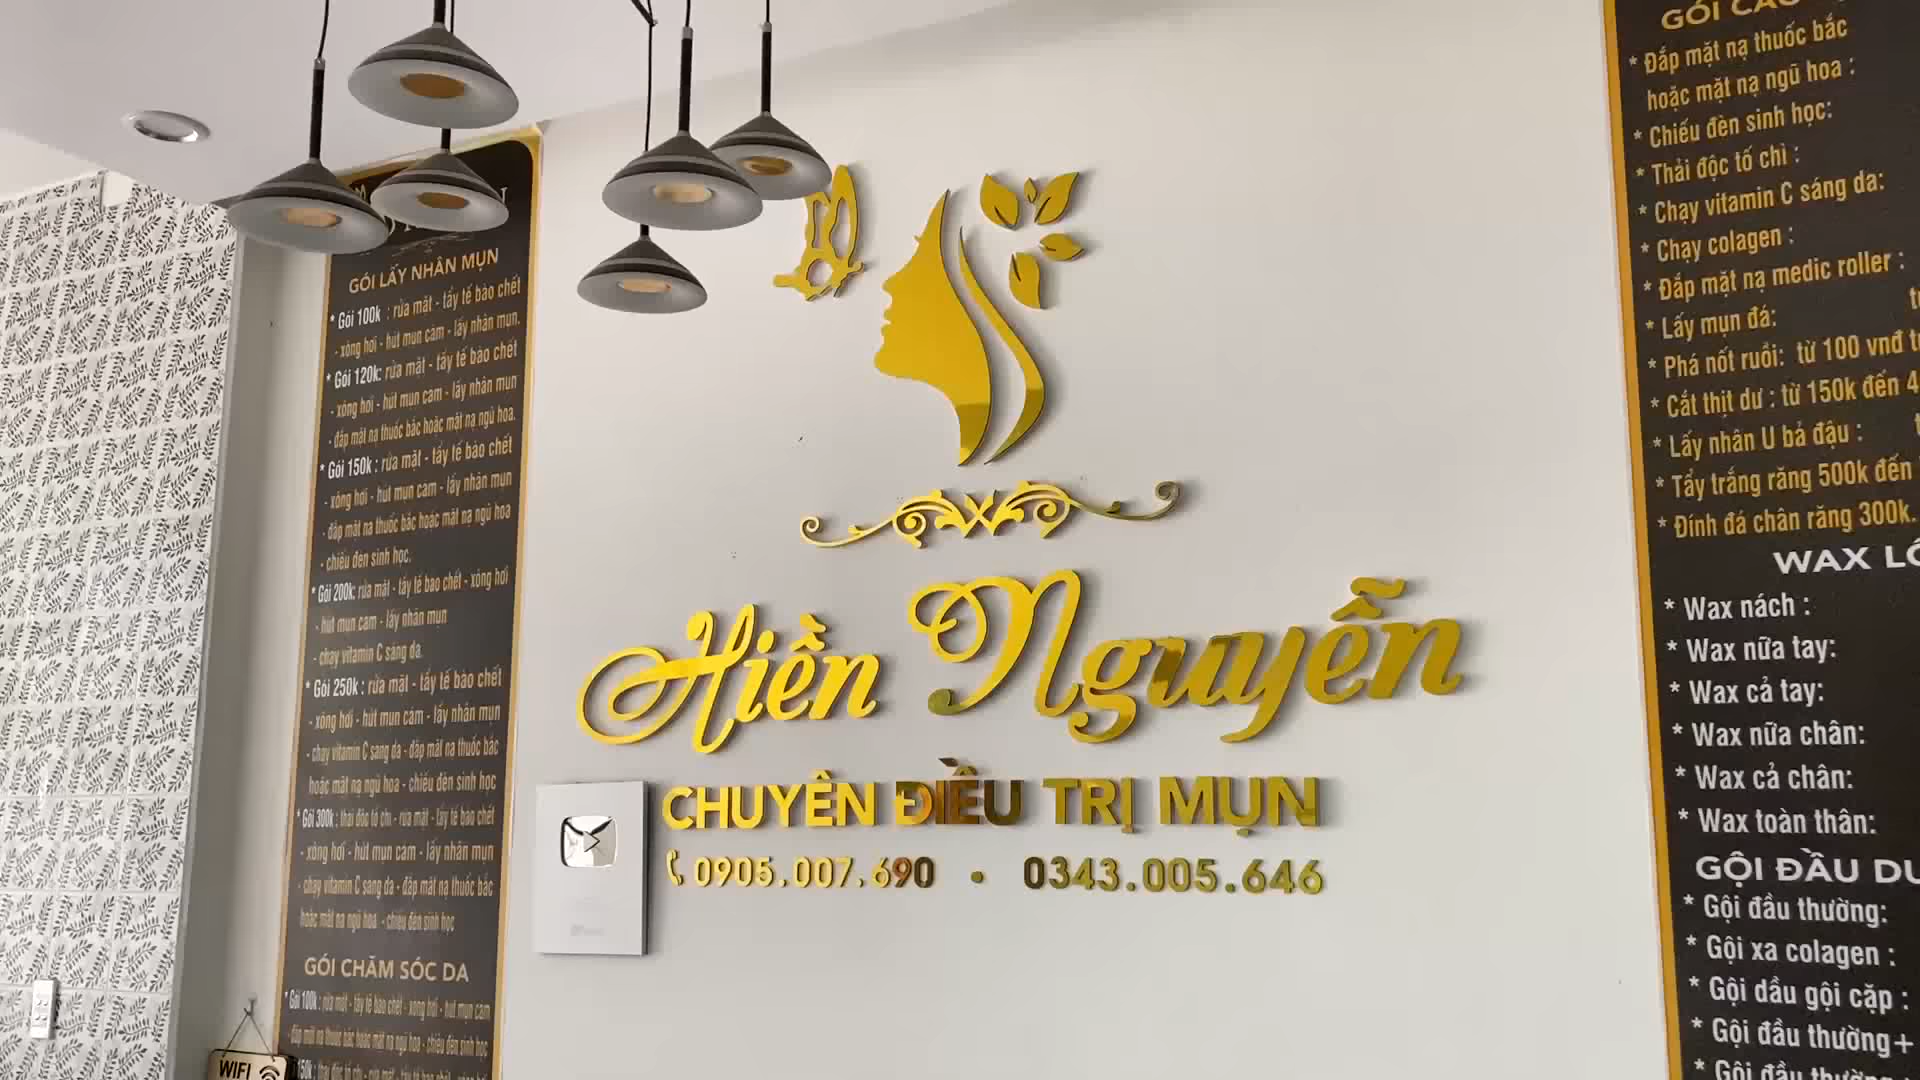 GÓI LẤY NHÂN MỤN
* Gói 100k : rửa mặt - tẩy tế bào chết
- xông hơi - hút mụn cám - lấy nhân mụn.
* Gói 120k: rửa mặt - tẩy tế bào chết
- xông hơi - hút mụn cám - lấy nhân mụn
- đắp mặt nạ thuốc bắc hoặc mặt nạ ngũ hoa.
* Gói 150k : rửa mặt - tẩy tế bào chết
- xông hơi - hút mụn cám - lấy nhân mụn
- đắp mặt nạ thuốc bắc hoặc mặt nạ ngũ hoa
- chiếu đèn sinh học.
* Gói 200k: rửa mặt - tẩy tế bào chết - xông hơi
- hút mụn cám - lấy nhân mụn
- chạy vitamin C sáng da.
* Gói 250k : rửa mặt - tẩy tế bào chết
- xông hơi - hút mụn cám - lấy nhân mụn
- chạy vitamin C sáng da - đắp mặt nạ thuốc bắc
hoặc mặt nạ ngũ hoa - chiếu đèn sinh học
* Gói 300k : thải độc tố chì - rửa mặt - tẩy tế bào chết
- xông hơi - hút mụn cám - lấy nhân mụn
- chạy vitamin C sáng da - đắp mặt nạ thuốc bắc
hoặc mặt nạ ngũ hoa - chiếu đèn sinh học
GÓI CHĂM SÓC DA
* Gói 100k : rửa mặt - tẩy tế bào chết - xông hơi - hút mụn cám
- đắp mặt nạ thuốc bắc hoặc mặt nạ ngũ hoa - chiếu đèn sinh học
WIFI
Hiền Nguyễn
CHUYÊN ĐIỀU TRỊ MỤN
0905.007.690 • 0343.005.646
GÓI CAO
* Đắp mặt nạ thuốc bắc
hoặc mặt nạ ngũ hoa :
* Chiếu đèn sinh học:
* Thải độc tố chì :
* Chạy vitamin C sáng da:
* Chạy colagen :
* Đắp mặt nạ medic roller :
* Lấy mụn đá:
* Phá nốt ruồi: từ 100 vnđ
* Cắt thịt dư : từ 150k đến 4
* Lấy nhân U bả đậu :
* Tẩy trắng răng 500k đến
* Đính đá chân răng 300k.
WAX
* Wax nách :
* Wax nữa tay:
* Wax cả tay:
* Wax nữa chân:
* Wax cả chân:
* Wax toàn thân:
GỘI ĐẦU
* Gội đầu thường:
* Gội xa colagen :
* Gội dầu gội cặp :
* Gội đầu thường+
* Gội đầu